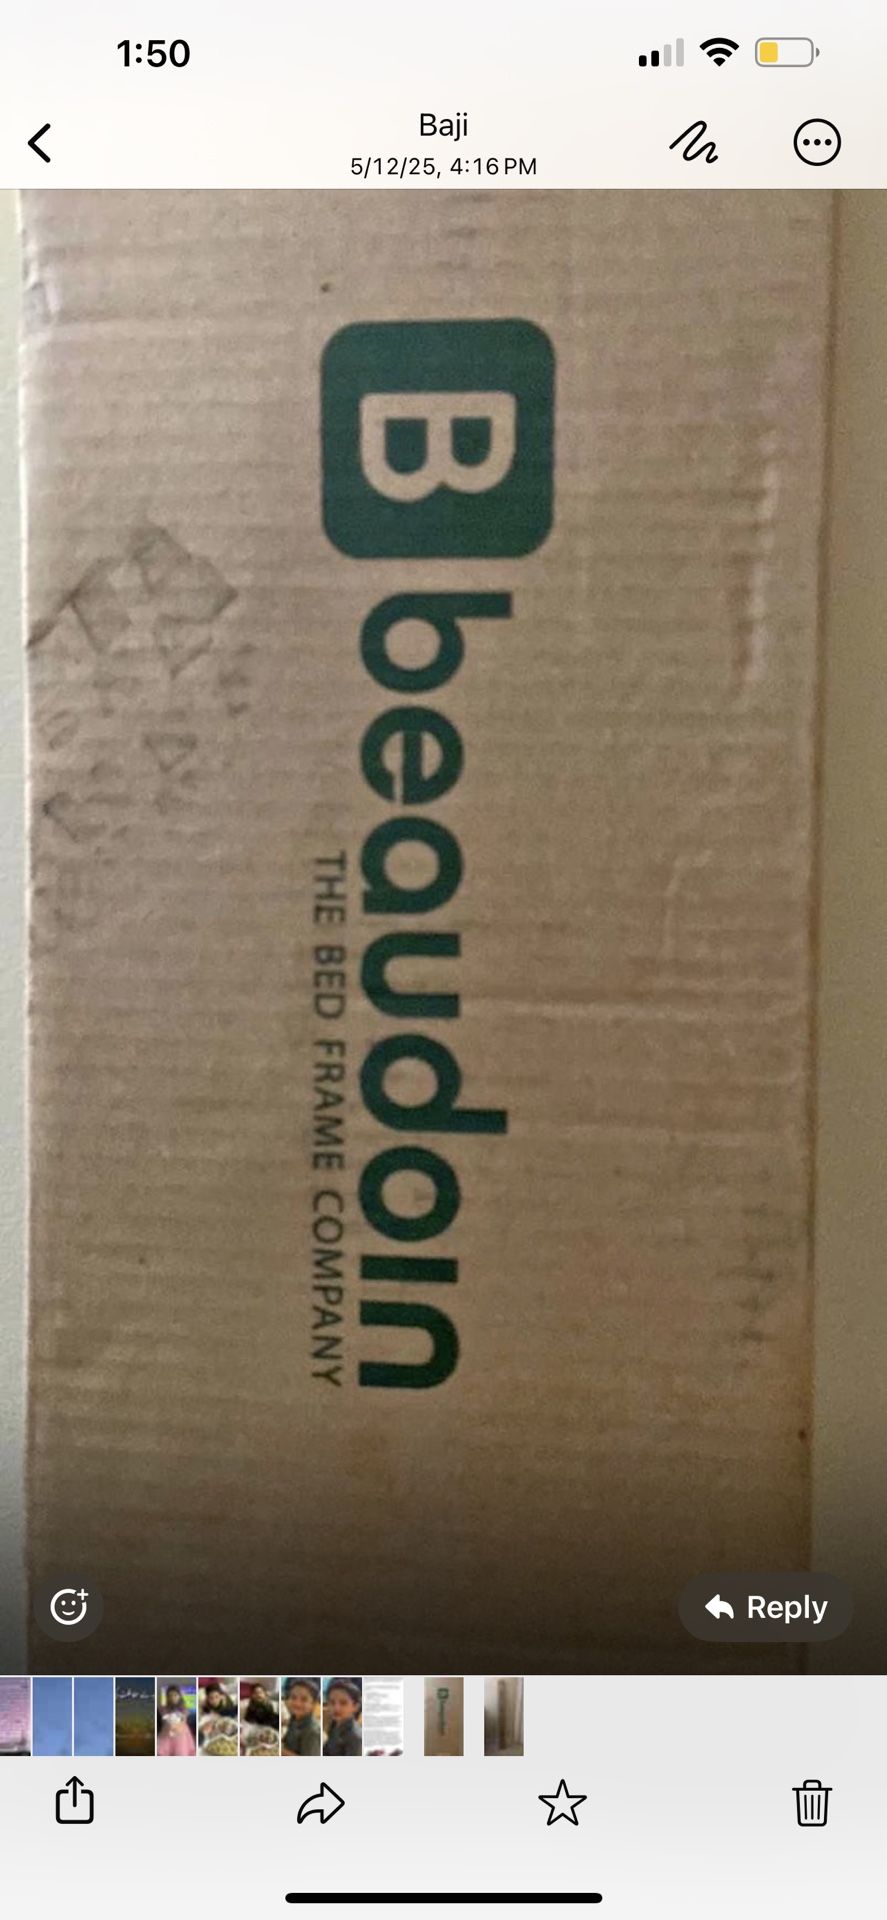 1:50
Baji
5/12/25, 4:16 PM
B
beaudoin
THE BED FRAME COMPANY
Reply